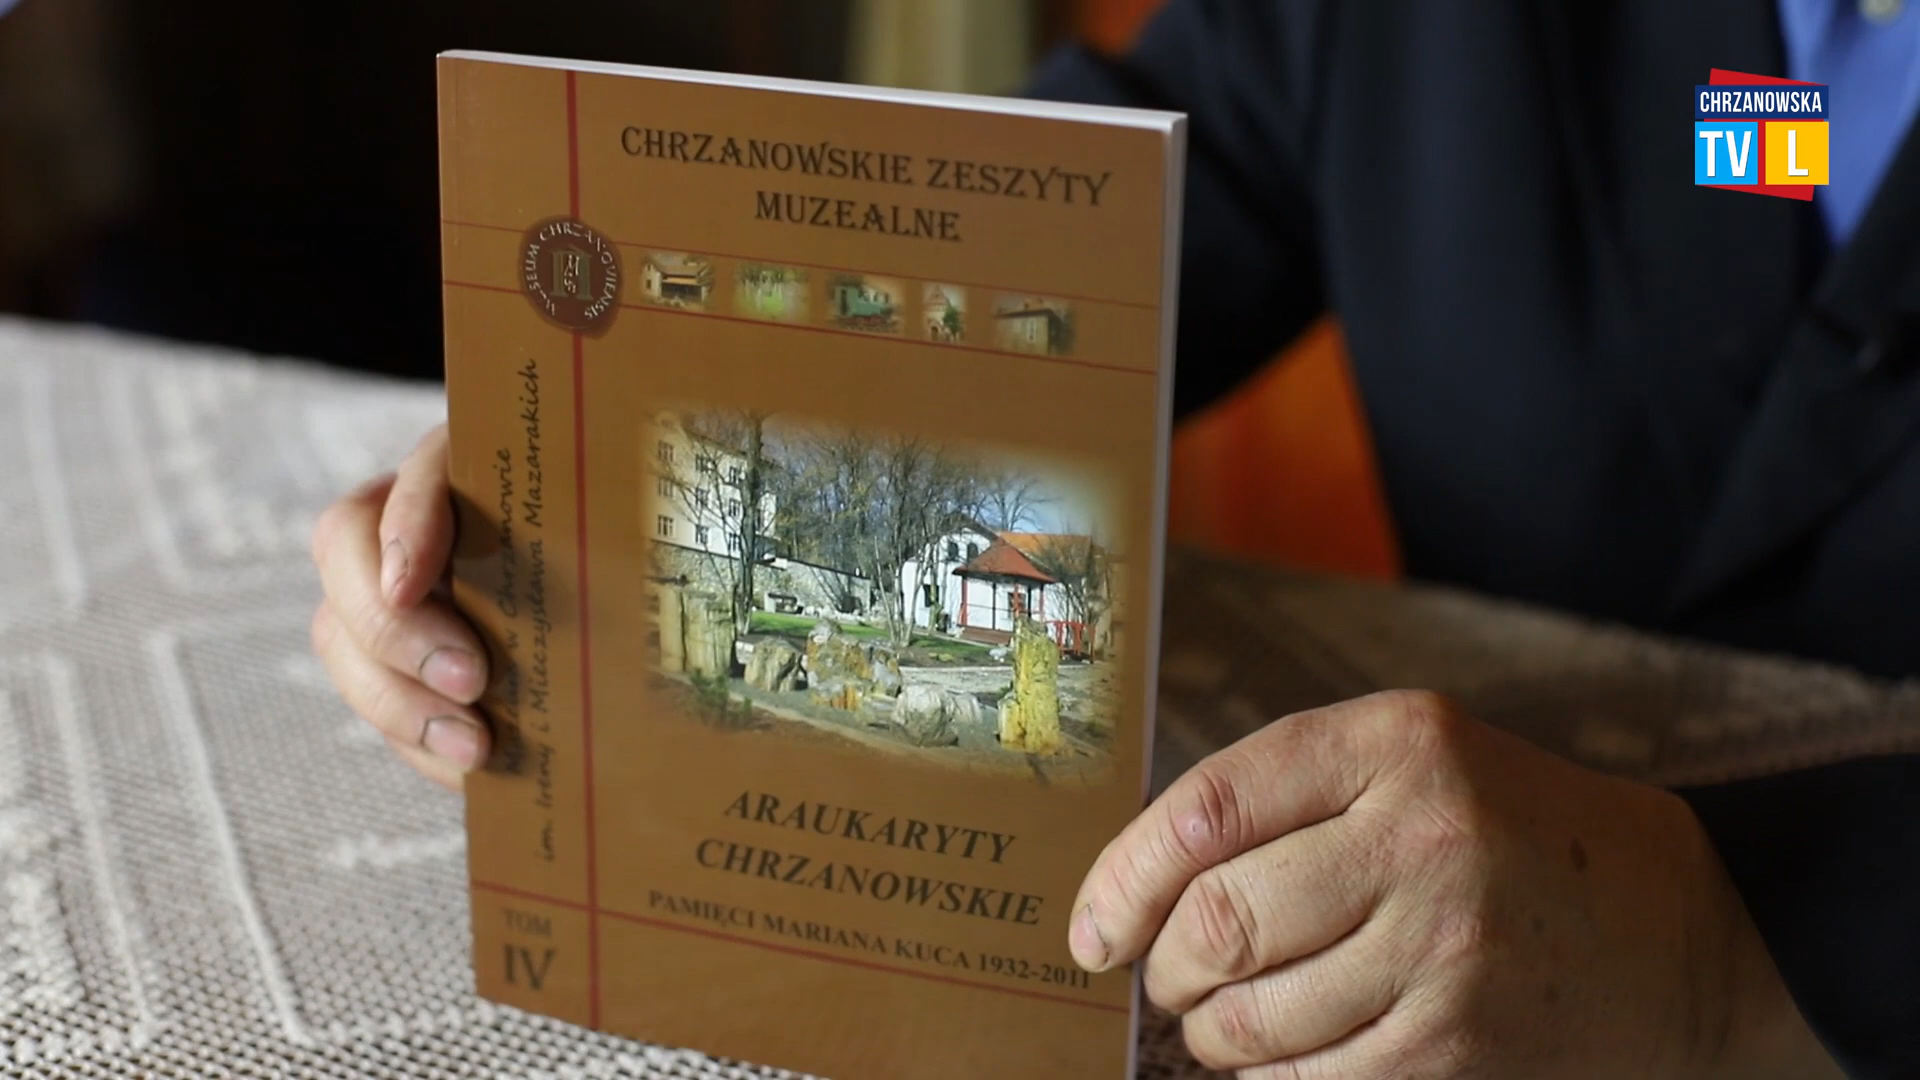 CHRZANOWSKA
TV L
CHRZANOWSKIE ZESZYTY
MUZEALNE
MUSEUM CHRZANOVIENSIS
w Chrzanowie
im. Ireny i Mieczysława Mazarakich
ARAUKARYTY
CHRZANOWSKIE
PAMIĘCI MARIANA KUCA 1932-2011
TOM
IV